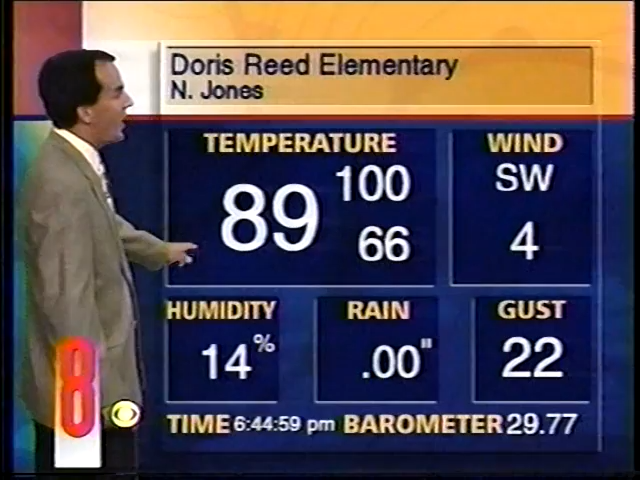 Doris Reed Elementary
N. Jones
TEMPERATURE
89
100
66
WIND
SW
4
HUMIDITY
14%
RAIN
.00"
GUST
22
8
TIME 6:44:59 pm BAROMETER 29.77